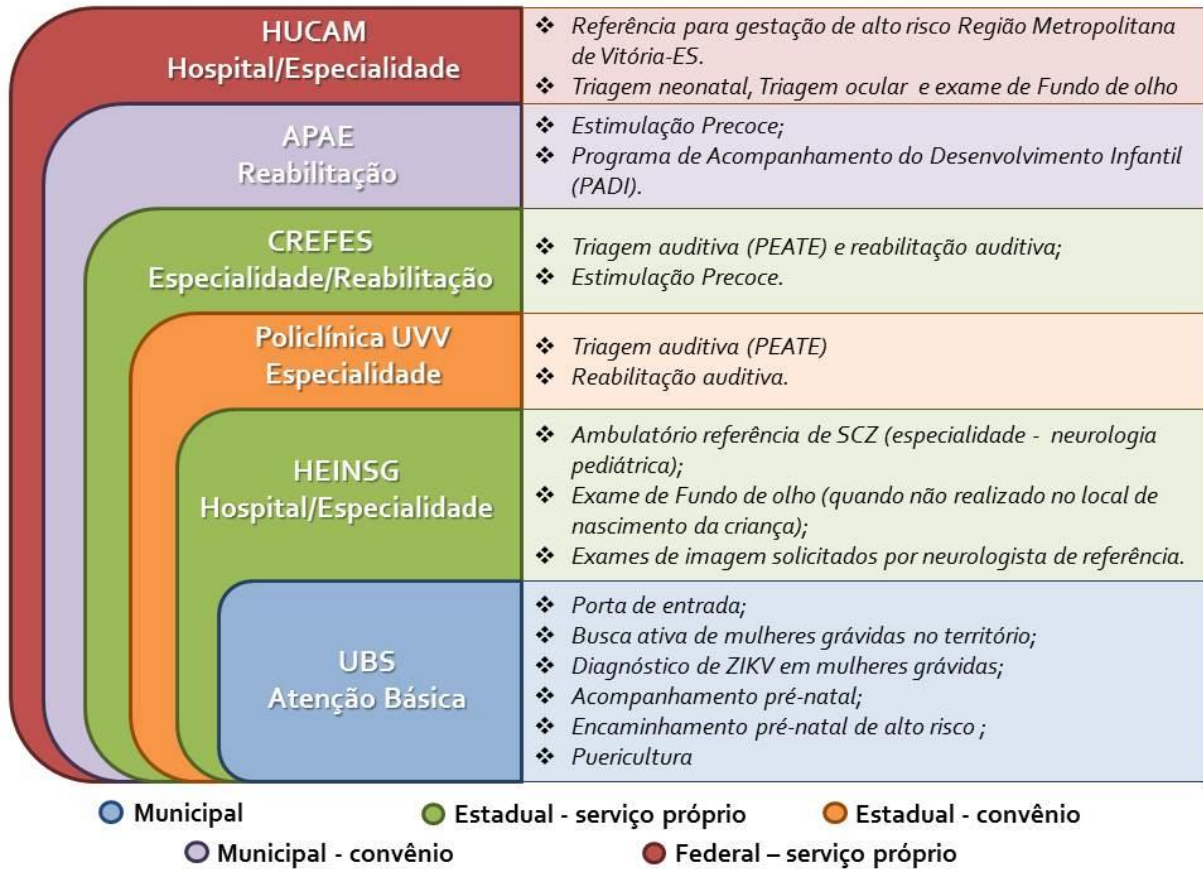 HUCAM
Hospital/Especialidade
❖ Referência para gestação de alto risco Região Metropolitana
de Vitória-ES.
❖ Triagem neonatal, Triagem ocular e exame de Fundo de olho
APAE
Reabilitação
❖ Estimulação Precoce;
❖ Programa de Acompanhamento do Desenvolvimento Infantil
(PADI).
CREFES
Especialidade/Reabilitação
❖ Triagem auditiva (PEATE) e reabilitação auditiva;
❖ Estimulação Precoce.
Policlínica UVV
Especialidade
❖ Triagem auditiva (PEATE)
❖ Reabilitação auditiva.
HEINSG
Hospital/Especialidade
❖ Ambulatório referência de SCZ (especialidade - neurologia
pediátrica);
❖ Exame de Fundo de olho (quando não realizado no local de
nascimento da criança);
❖ Exames de imagem solicitados por neurologista de referência.
UBS
Atenção Básica
❖ Porta de entrada;
❖ Busca ativa de mulheres grávidas no território;
❖ Diagnóstico de ZIKV em mulheres grávidas;
❖ Acompanhamento pré-natal;
❖ Encaminhamento pré-natal de alto risco ;
❖ Puericultura
Municipal
Estadual - serviço próprio
Estadual - convênio
Municipal - convênio
Federal – serviço próprio